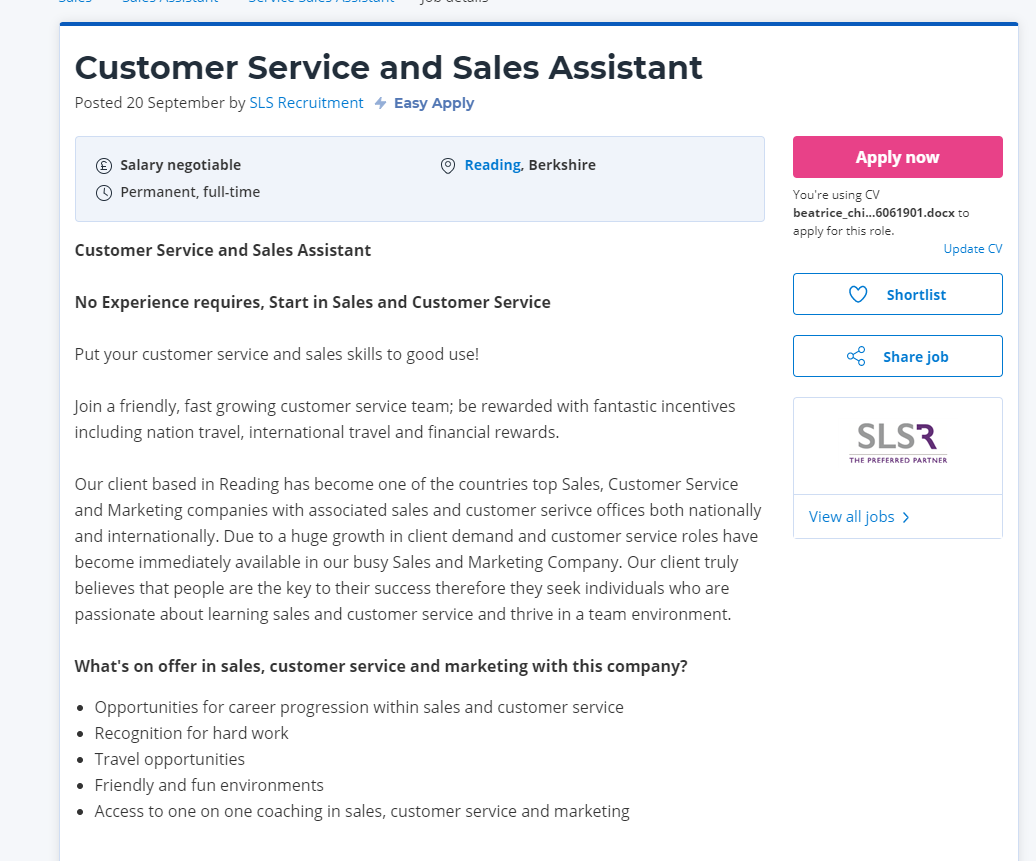 Sales Sales Assistant Service Sales Assistant Job details
Customer Service and Sales Assistant
Posted 20 September by SLS Recruitment Easy Apply
Salary negotiable
Reading, Berkshire
Permanent, full-time
Apply now
You're using CV
beatrice_chi...6061901.docx to
apply for this role.
Update CV
Shortlist
Share job
SLSR
THE PREFERRED PARTNER
View all jobs
Customer Service and Sales Assistant
No Experience requires, Start in Sales and Customer Service
Put your customer service and sales skills to good use!
Join a friendly, fast growing customer service team; be rewarded with fantastic incentives
including nation travel, international travel and financial rewards.
Our client based in Reading has become one of the countries top Sales, Customer Service
and Marketing companies with associated sales and customer serivce offices both nationally
and internationally. Due to a huge growth in client demand and customer service roles have
become immediately available in our busy Sales and Marketing Company. Our client truly
believes that people are the key to their success therefore they seek individuals who are
passionate about learning sales and customer service and thrive in a team environment.
What's on offer in sales, customer service and marketing with this company?
Opportunities for career progression within sales and customer service
Recognition for hard work
Travel opportunities
Friendly and fun environments
Access to one on one coaching in sales, customer service and marketing